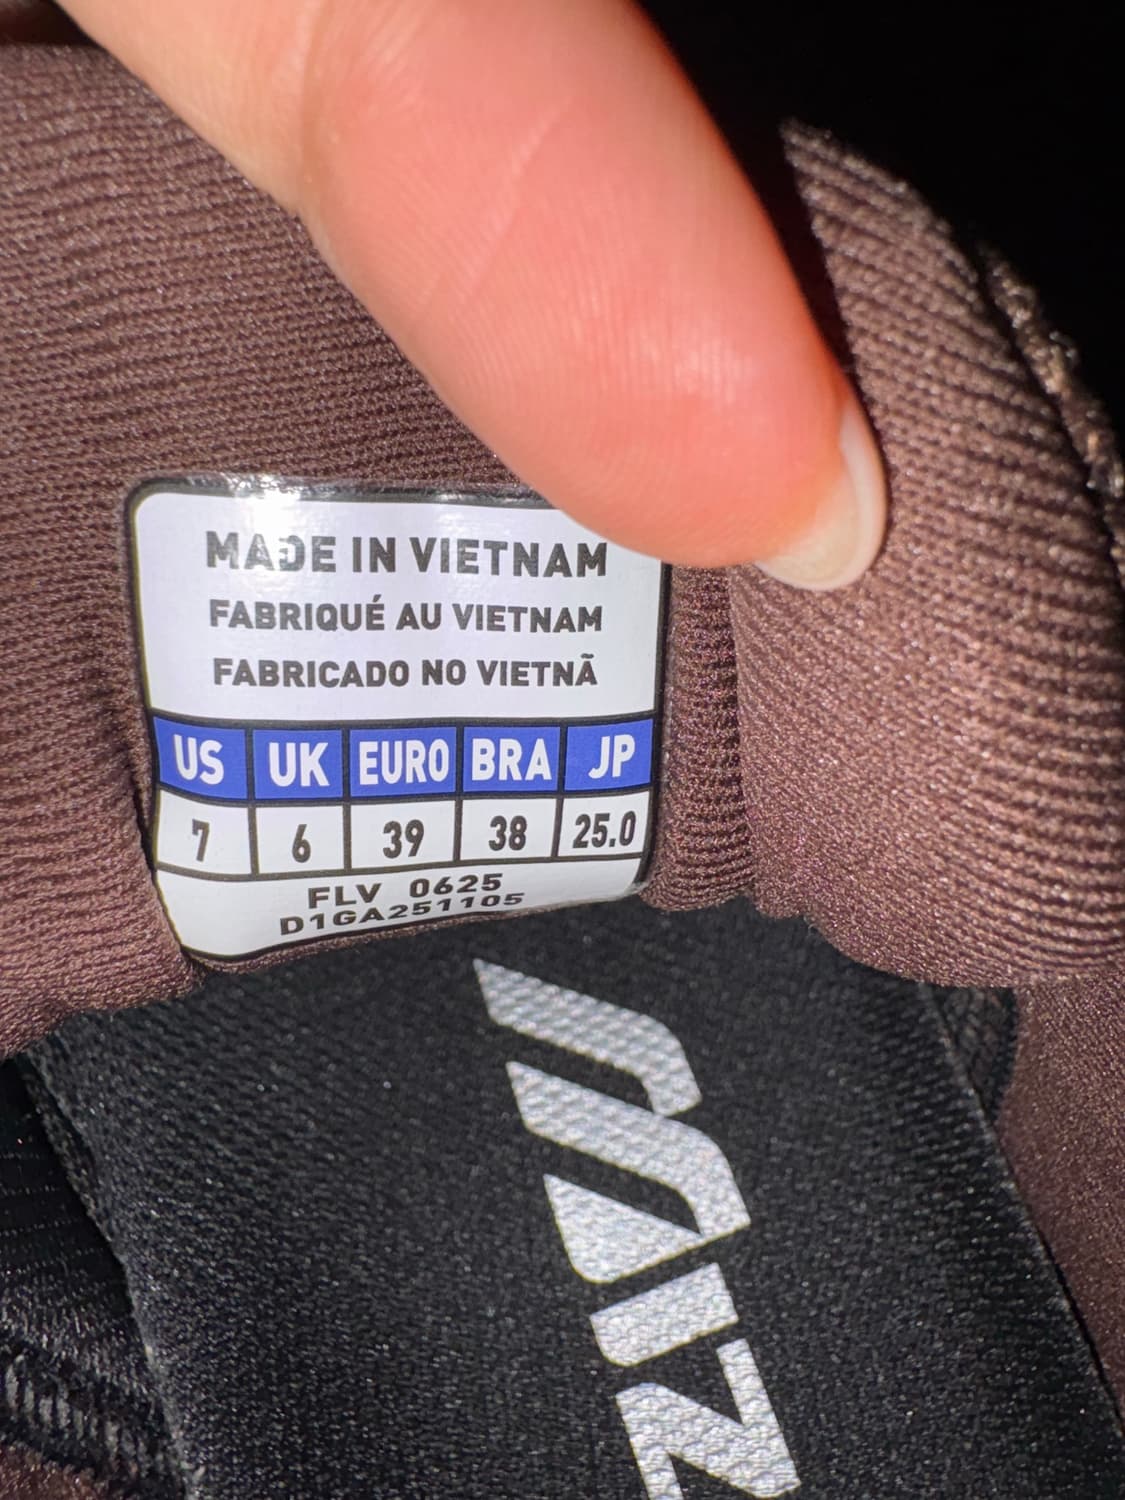 MADE IN VIETNAM
FABRIQUÉ AU VIETNAM
FABRICADO NO VIETNÃ
US UK EURO BRA JP
7 6 39 38 25.0
FLV 0625
D1GA251105
MIZ